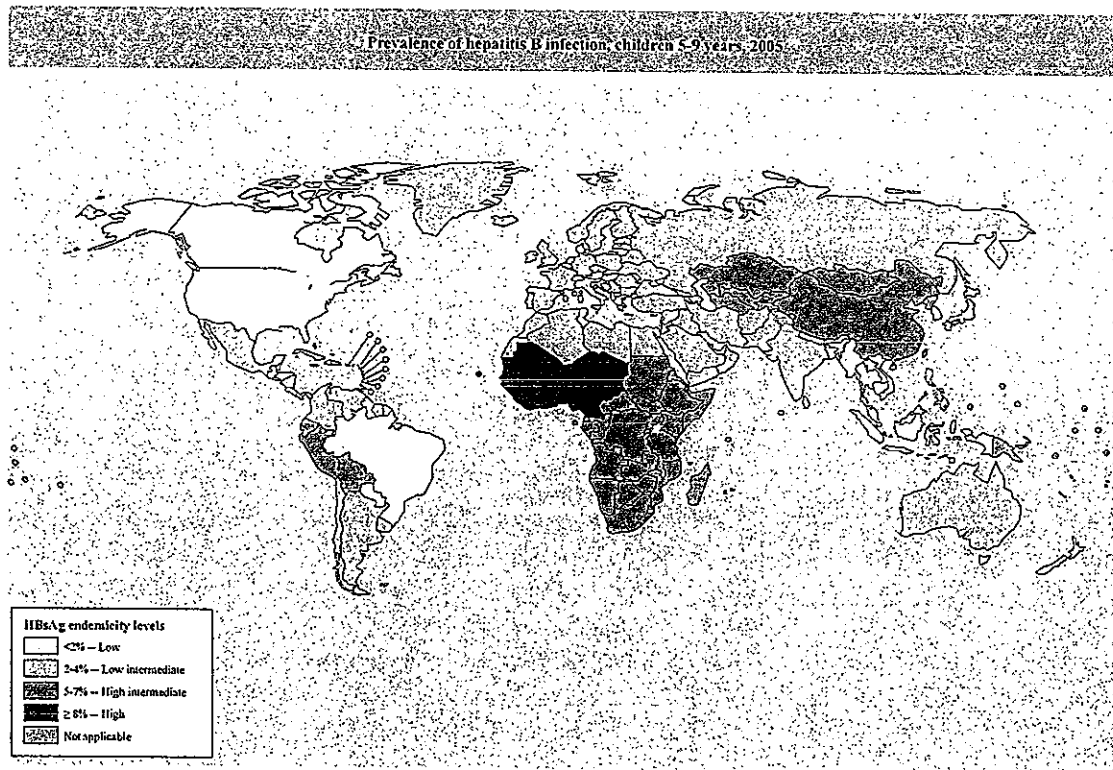 Prevalence of hepatitis B infection, children 5-9 years, 2005
HBsAg endemicity levels
<2% – Low
2-4% – Low intermediate
5-7% – High intermediate
≥ 8% – High
Not applicable